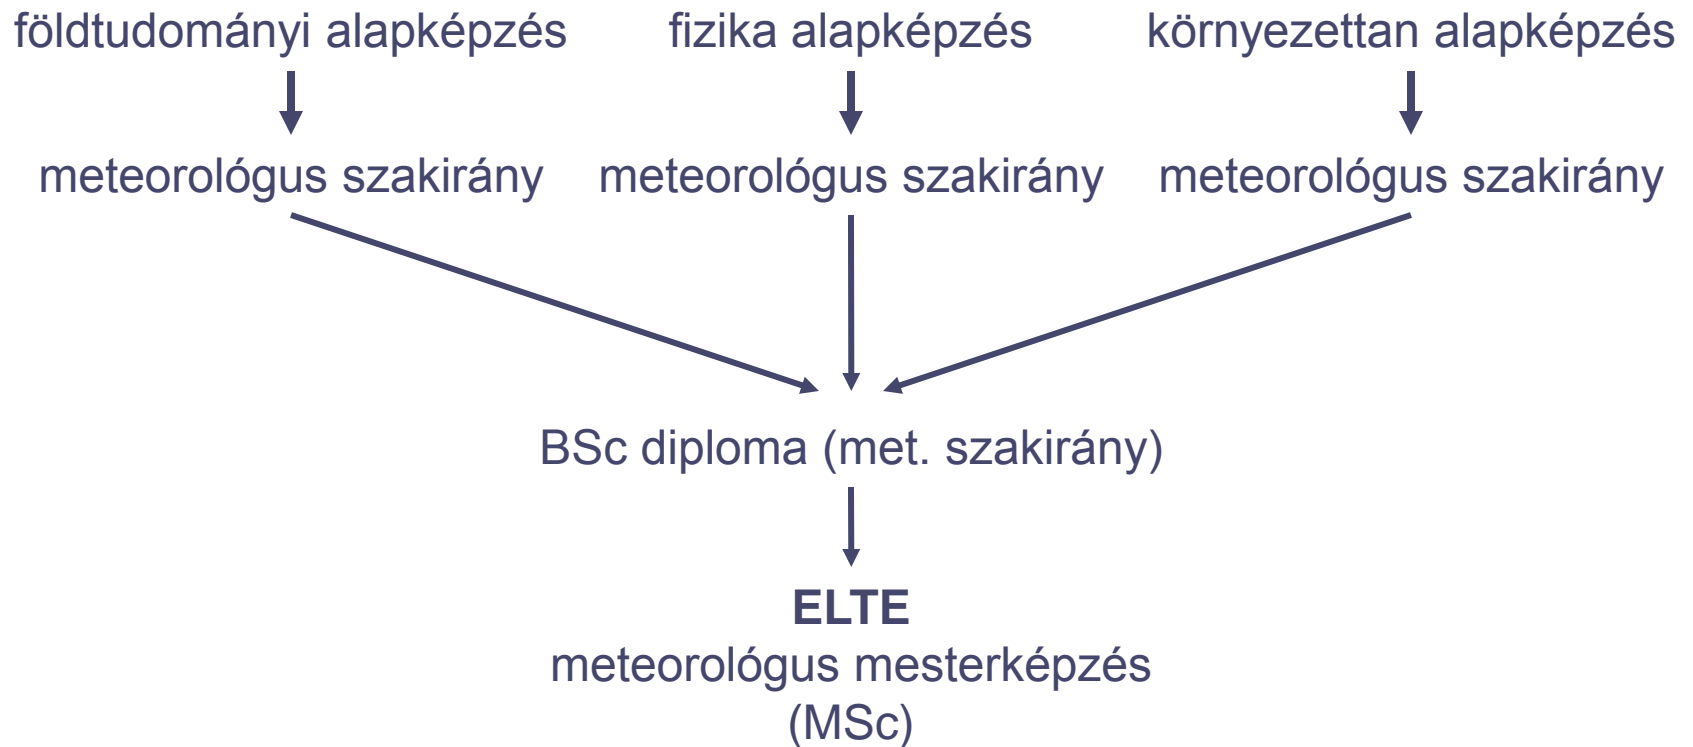 földtudományi alapképzés fizika alapképzés környezettan alapképzés
meteorológus szakirány meteorológus szakirány meteorológus szakirány
BSc diploma (met. szakirány)
ELTE
meteorológus mesterképzés
(MSc)